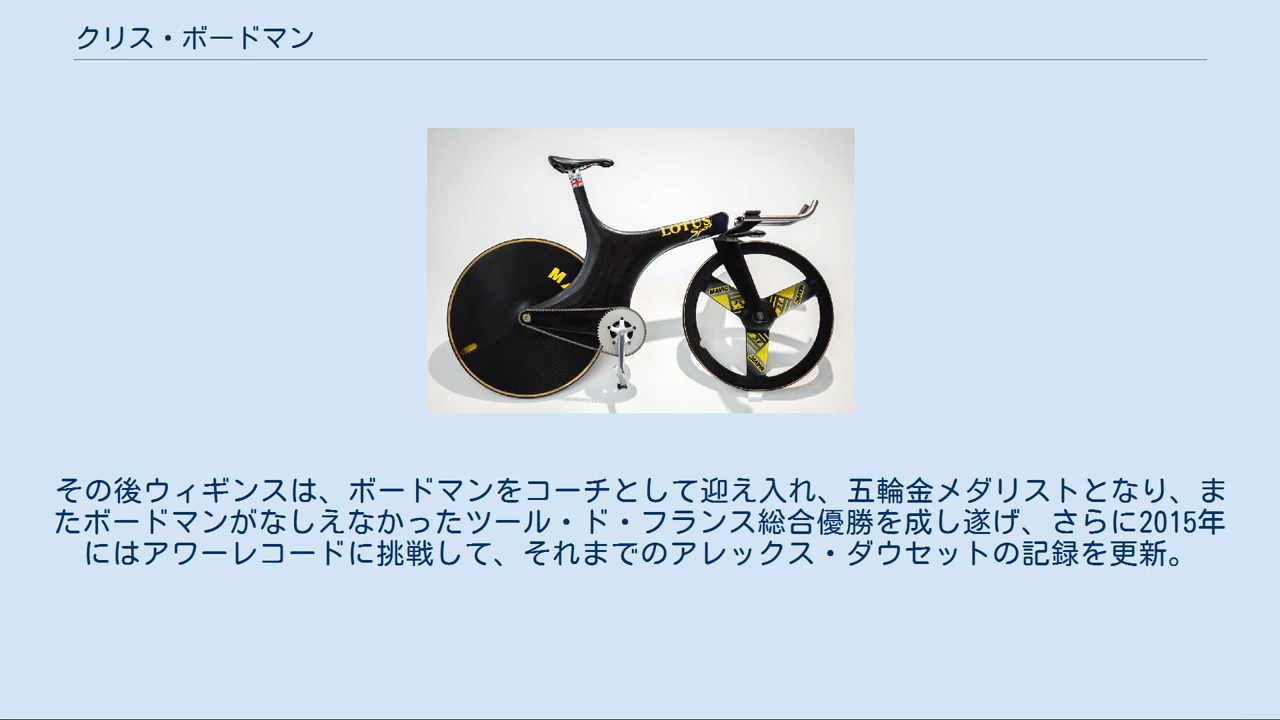 クリス・ボードマン
LOTUS
Sport
MAVIC
MAVIC
MAVIC
その後ウィギンスは、ボードマンをコーチとして迎え入れ、五輪金メダリストとなり、ま
たボードマンがなしえなかったツール・ド・フランス総合優勝を成し遂げ、さらに2015年
にはアワーレコードに挑戦して、それまでのアレックス・ダウセットの記録を更新。